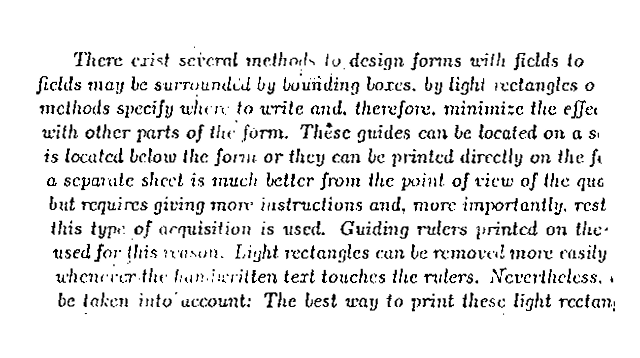 There exist several methods to design forms with fields to
fields may be surrounded by bounding boxes, by light rectangles o
methods specify where to write and, therefore, minimize the effec
with other parts of the form. These guides can be located on a s
is located below the form or they can be printed directly on the f
a separate sheet is much better from the point of view of the qua
but requires giving more instructions and, more importantly, rest
this type of acquisition is used. Guiding rulers printed on the
used for this reason. Light rectangles can be removed more easily
whenever the handwritten text touches the rulers. Nevertheless,
be taken into account: The best way to print these light rectang